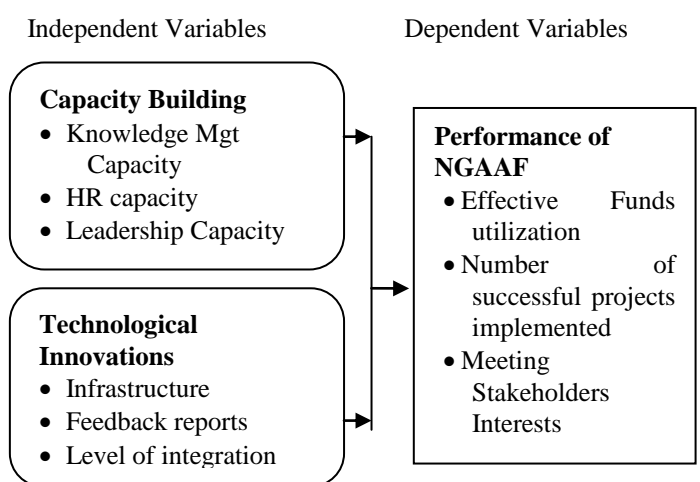 Independent Variables
Dependent Variables
Capacity Building
• Knowledge Mgt
Capacity
• HR capacity
• Leadership Capacity
Technological
Innovations
• Infrastructure
• Feedback reports
• Level of integration
Performance of
NGAAF
• Effective Funds
utilization
• Number of
successful projects
implemented
• Meeting
Stakeholders
Interests